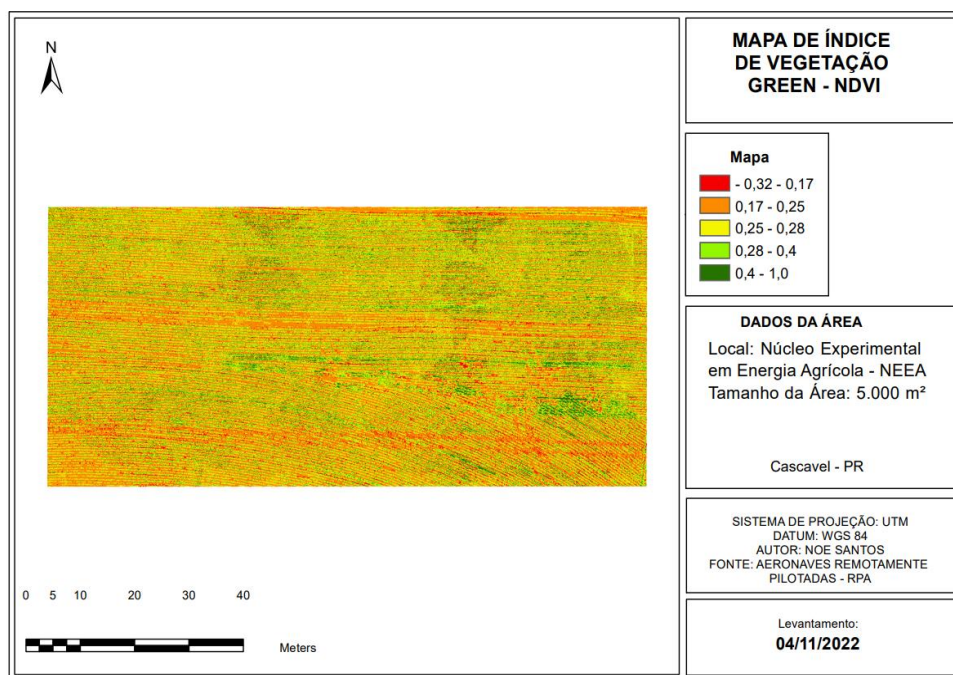 N
MAPA DE ÍNDICE
DE VEGETAÇÃO
GREEN - NDVI
Mapa
- 0,32 - 0,17
0,17 - 0,25
0,25 - 0,28
0,28 - 0,4
0,4 - 1,0
DADOS DA ÁREA
Local: Núcleo Experimental
em Energia Agrícola - NEEA
Tamanho da Área: 5.000 m²
Cascavel - PR
SISTEMA DE PROJEÇÃO: UTM
DATUM: WGS 84
AUTOR: NOE SANTOS
FONTE: AERONAVES REMOTAMENTE
PILOTADAS - RPA
0 5 10 20 30 40
Meters
Levantamento:
04/11/2022